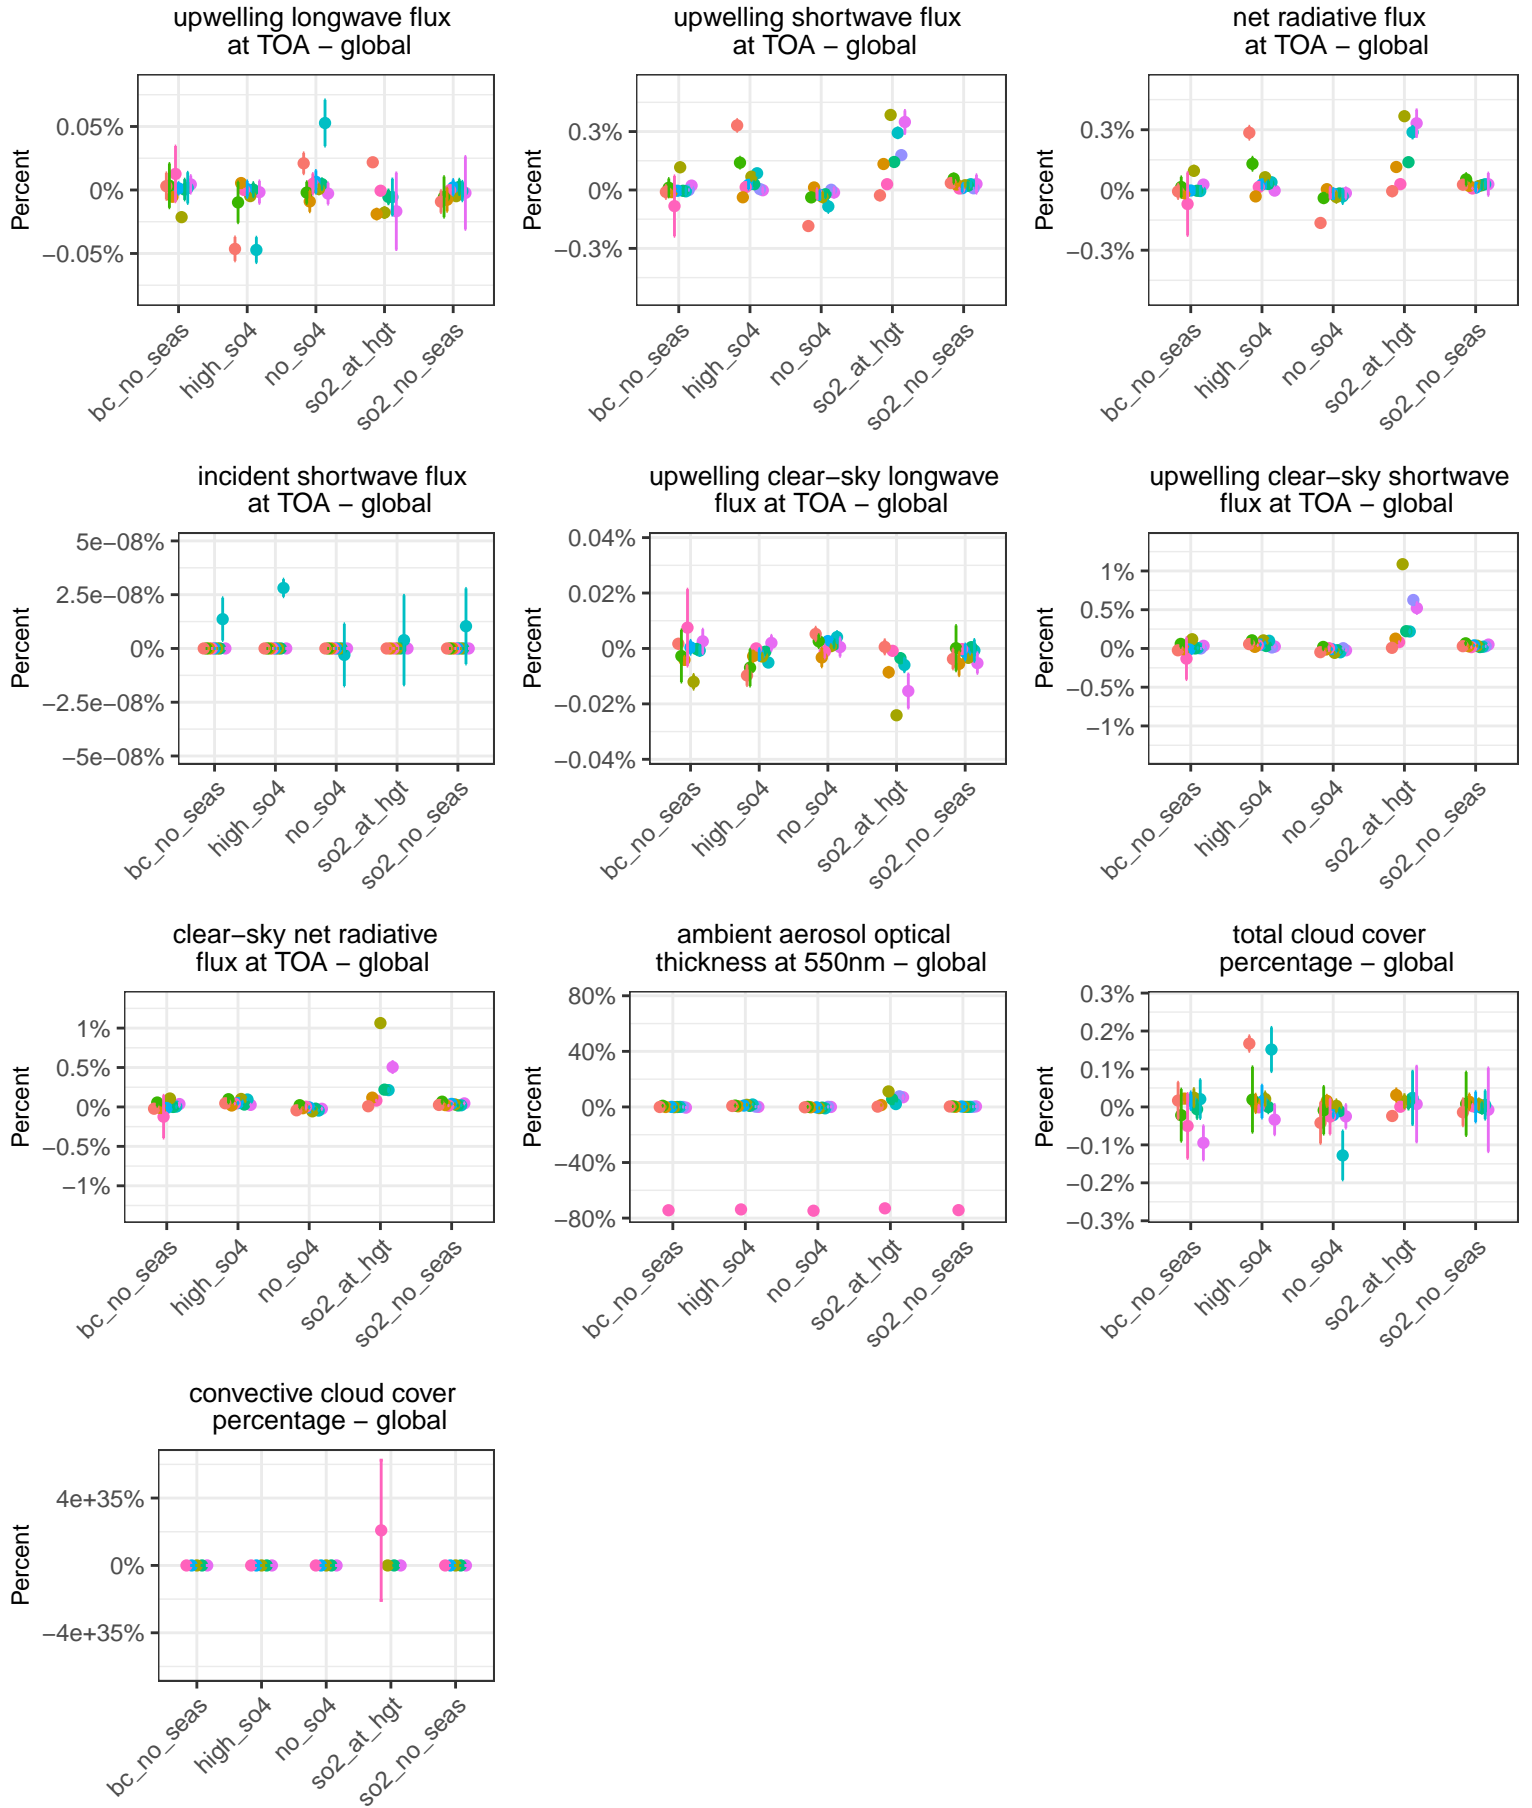 upwelling longwave flux
at TOA − global
Percent
0.05%
0%
−0.05%
bc_no_seas
high_so4
no_so4
so2_at_hgt
so2_no_seas
upwelling shortwave flux
at TOA − global
Percent
0.3%
0%
−0.3%
bc_no_seas
high_so4
no_so4
so2_at_hgt
so2_no_seas
net radiative flux
at TOA − global
Percent
0.3%
0%
−0.3%
bc_no_seas
high_so4
no_so4
so2_at_hgt
so2_no_seas
incident shortwave flux
at TOA − global
Percent
5e−08%
2.5e−08%
0%
−2.5e−08%
−5e−08%
bc_no_seas
high_so4
no_so4
so2_at_hgt
so2_no_seas
upwelling clear−sky longwave
flux at TOA − global
Percent
0.04%
0.02%
0%
−0.02%
−0.04%
bc_no_seas
high_so4
no_so4
so2_at_hgt
so2_no_seas
upwelling clear−sky shortwave
flux at TOA − global
Percent
1%
0.5%
0%
−0.5%
−1%
bc_no_seas
high_so4
no_so4
so2_at_hgt
so2_no_seas
clear−sky net radiative
flux at TOA − global
Percent
1%
0.5%
0%
−0.5%
−1%
bc_no_seas
high_so4
no_so4
so2_at_hgt
so2_no_seas
ambient aerosol optical
thickness at 550nm − global
Percent
80%
40%
0%
−40%
−80%
bc_no_seas
high_so4
no_so4
so2_at_hgt
so2_no_seas
total cloud cover
percentage − global
Percent
0.3%
0.2%
0.1%
0%
−0.1%
−0.2%
−0.3%
bc_no_seas
high_so4
no_so4
so2_at_hgt
so2_no_seas
convective cloud cover
percentage − global
Percent
4e+35%
0%
−4e+35%
bc_no_seas
high_so4
no_so4
so2_at_hgt
so2_no_seas